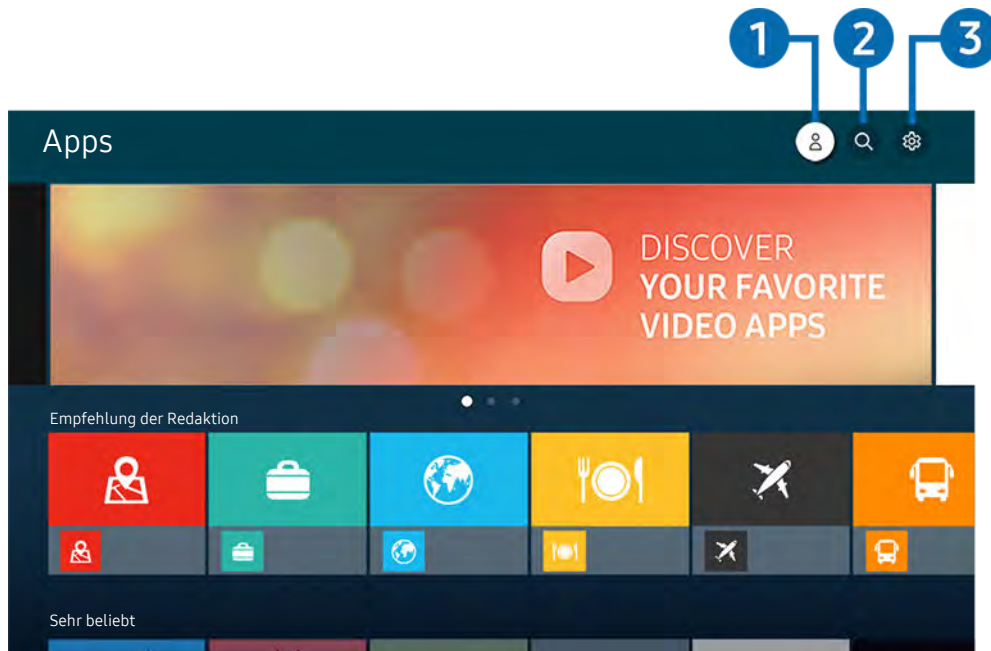 1 2 3
Apps
DISCOVER
YOUR FAVORITE
VIDEO APPS
Empfehlung der Redaktion
Sehr beliebt